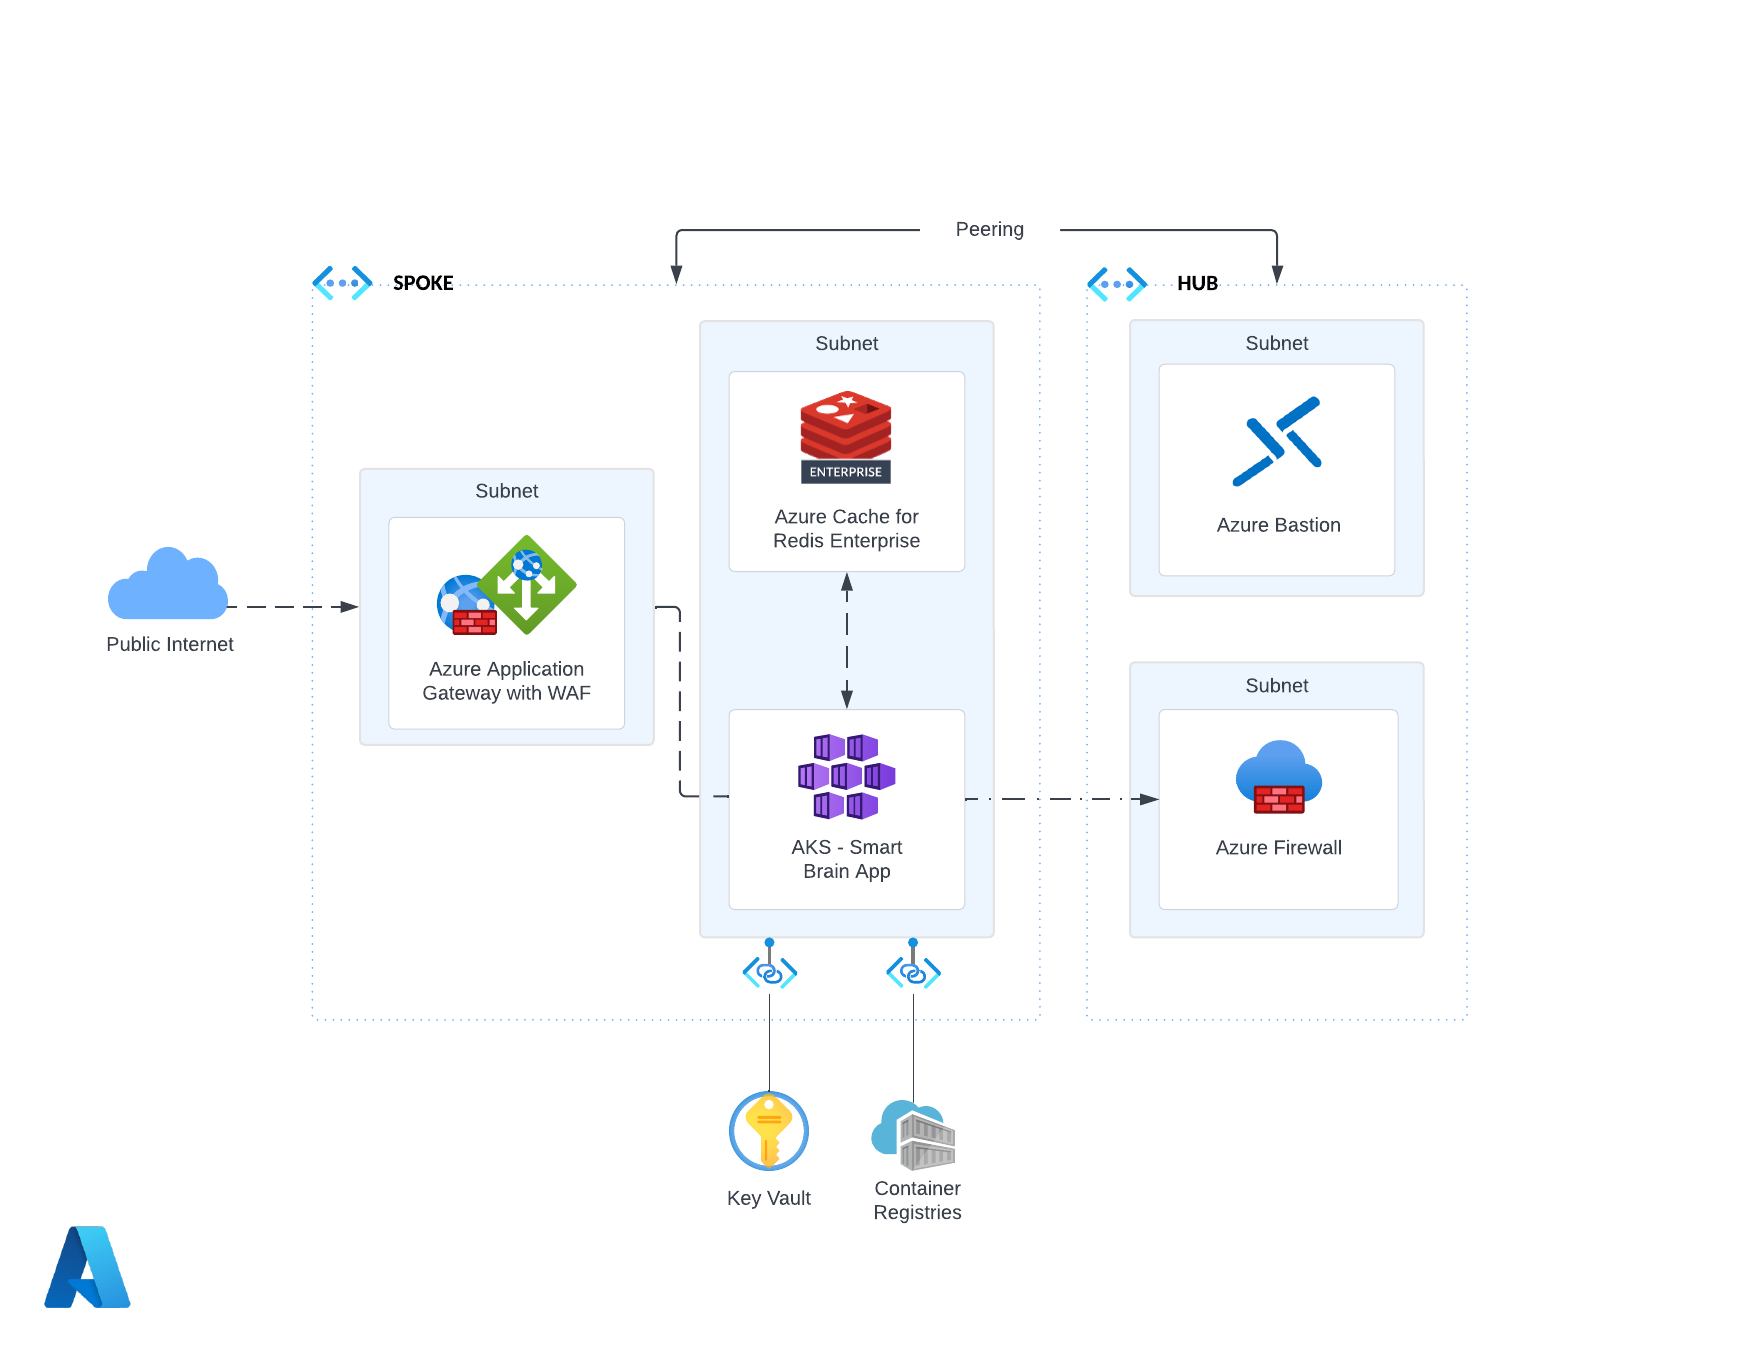 Peering
SPOKE
HUB
Subnet
Subnet
ENTERPRISE
Azure Cache for
Redis Enterprise
Azure Bastion
Subnet
Azure Application
Gateway with WAF
Public Internet
Subnet
AKS - Smart
Brain App
Azure Firewall
Key Vault
Container
Registries